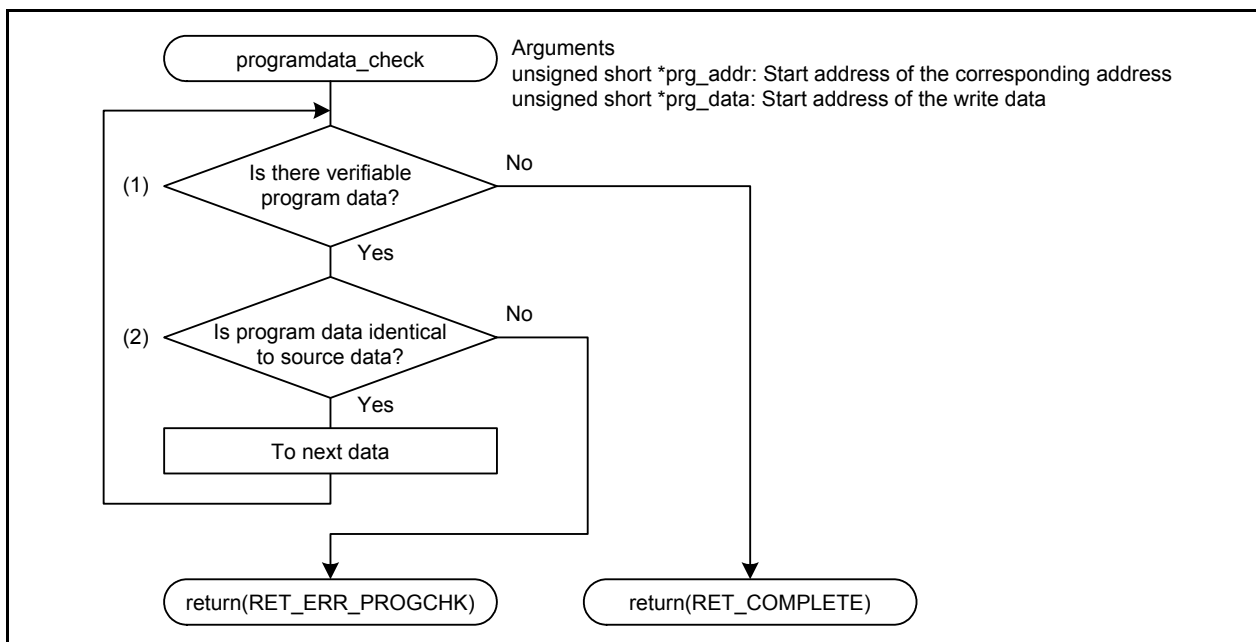 programdata_check
Arguments
unsigned short *prg_addr: Start address of the corresponding address
unsigned short *prg_data: Start address of the write data
(1)
Is there verifiable
program data?
No
Yes
(2)
Is program data identical
to source data?
No
Yes
To next data
return(RET_ERR_PROGCHK)
return(RET_COMPLETE)